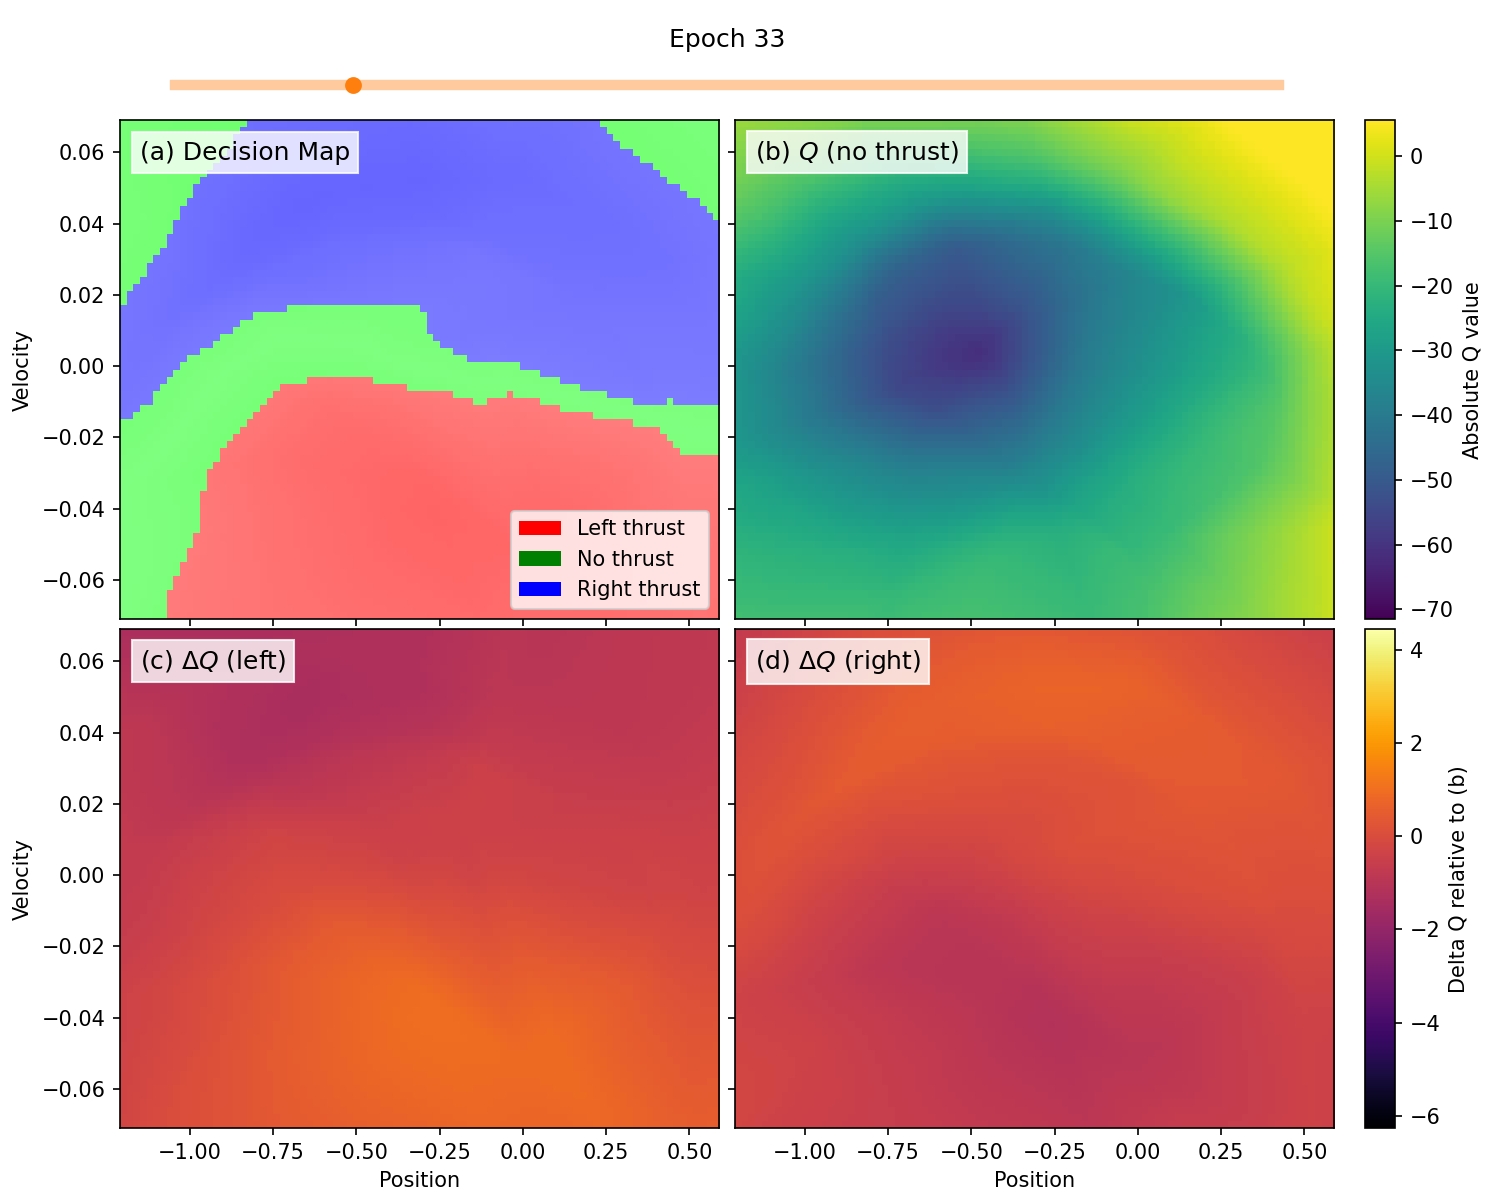 Epoch 33
(a) Decision Map
(b) Q (no thrust)
0.06
0.04
0.02
0.00
−0.02
−0.04
−0.06
Velocity
Left thrust
No thrust
Right thrust
0
−10
−20
−30
−40
−50
−60
−70
Absolute Q value
(c) ΔQ (left)
(d) ΔQ (right)
0.06
0.04
0.02
0.00
−0.02
−0.04
−0.06
Velocity
4
2
0
−2
−4
−6
Delta Q relative to (b)
−1.00 −0.75 −0.50 −0.25 0.00 0.25 0.50
Position
−1.00 −0.75 −0.50 −0.25 0.00 0.25 0.50
Position